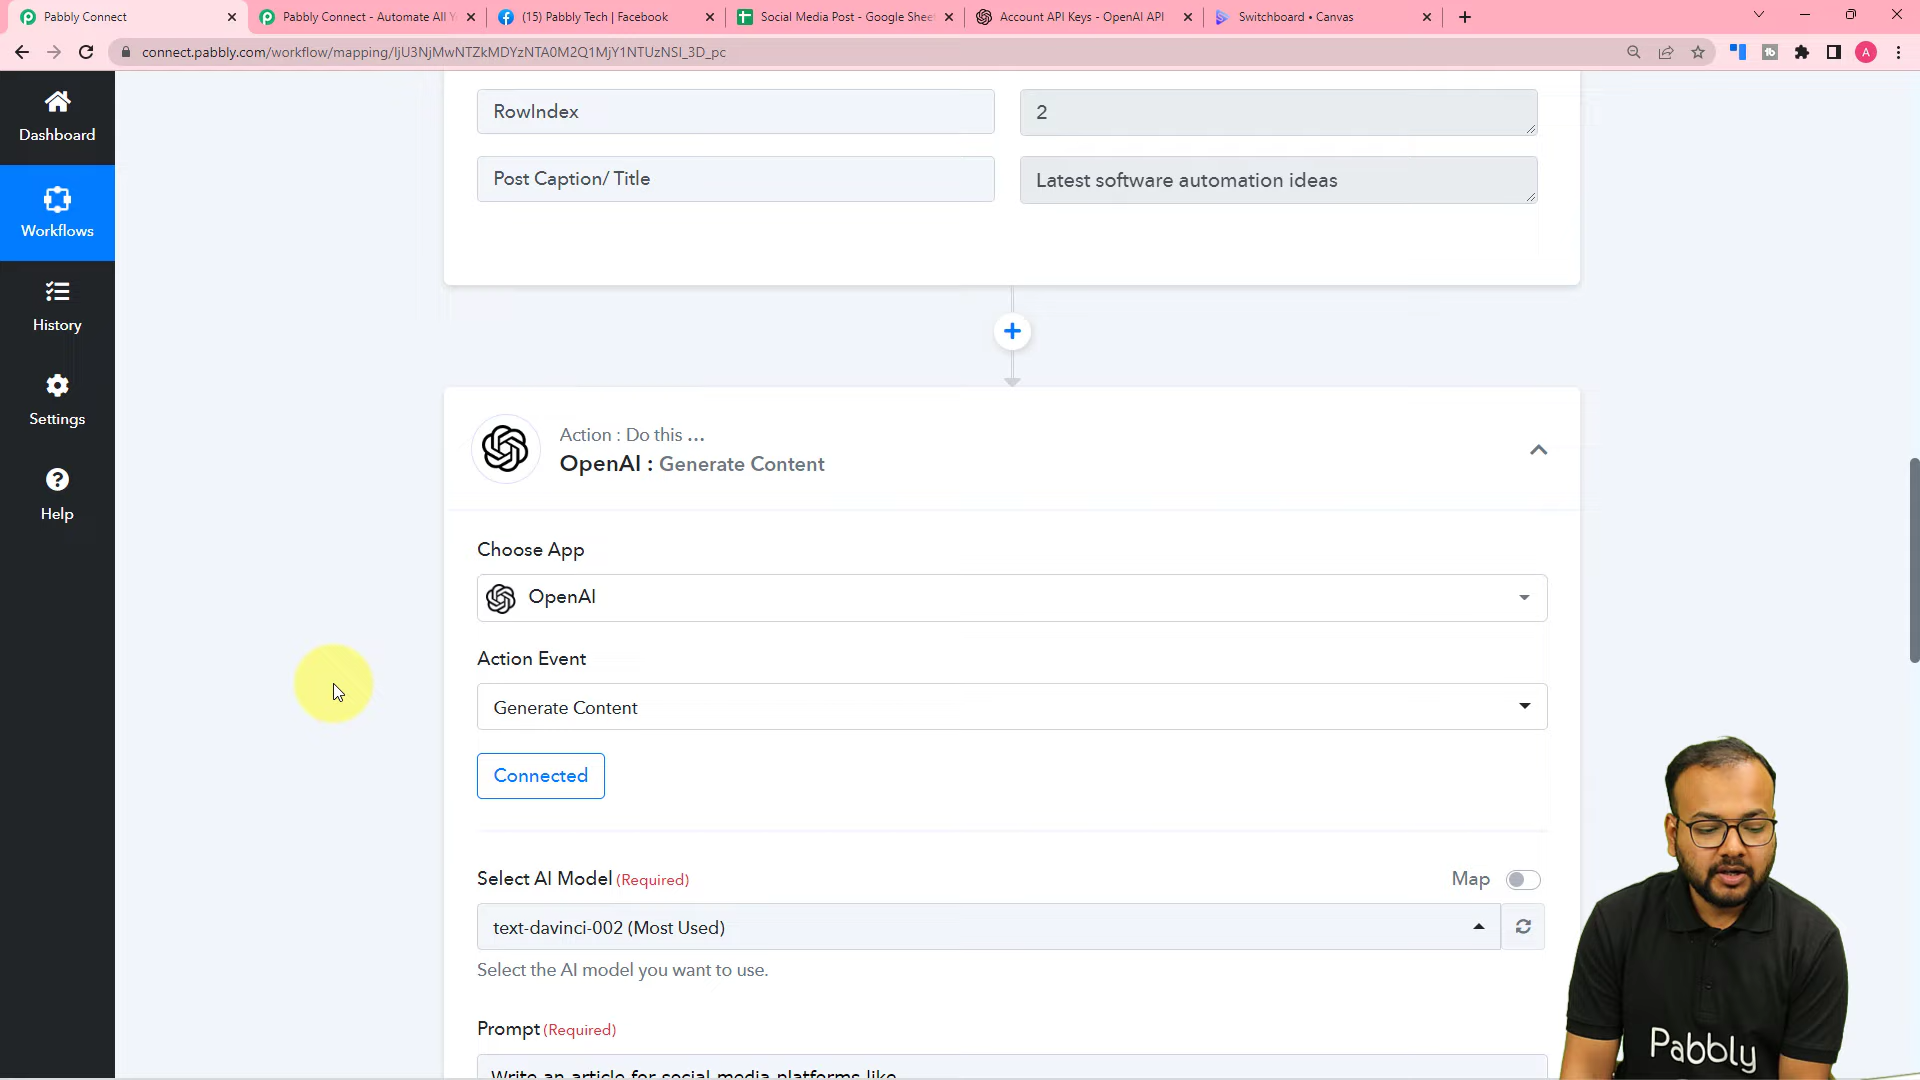 Pabbly Connect
Pabbly Connect - Automate All Y
(15) Pabbly Tech | Facebook
Social Media Post - Google Shee
Account API Keys - OpenAI API
Switchboard • Canvas
connect.pabbly.com/workflow/mapping/IjU3NjMwNTZkMDYzNTA0M2Q1MjY1NTUzNSI_3D_pc
A
Dashboard
Workflows
History
Settings
Help
RowIndex
2
Post Caption/ Title
Latest software automation ideas
Action : Do this ...
OpenAI : Generate Content
Choose App
OpenAI
Action Event
Generate Content
Connected
Select AI Model (Required)
Map
text-davinci-002 (Most Used)
Select the AI model you want to use.
Prompt (Required)
Write an article for social media platforms like
Pabbly